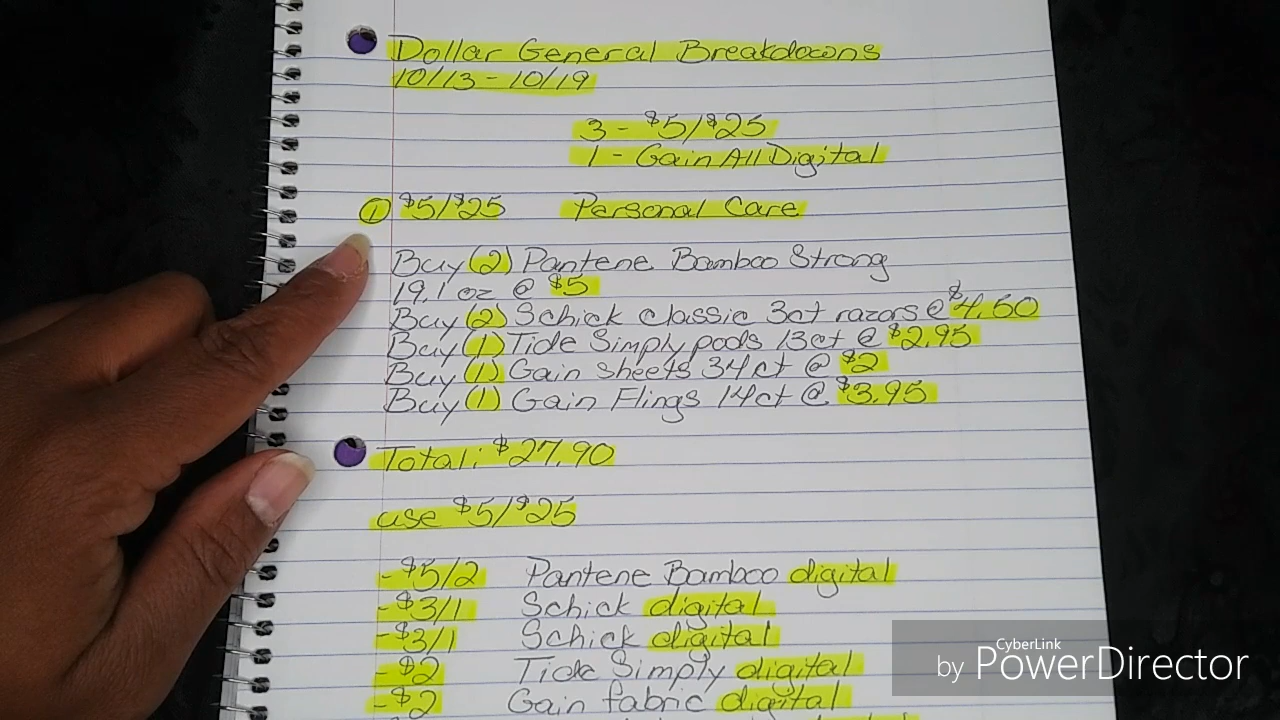 Dollar General Breakdowns
10/13 - 10/19
3 - $5/$25
1 - Gain All Digital
① $5/$25 Personal Care
Buy (2) Pantene Bamboo Strong
19.1 oz @ $5
Buy (2) Schick Classic 3ct razors @ $4.50
Buy (1) Tide Simply pods 13ct @ $2.95
Buy (1) Gain sheets 34ct @ $2
Buy (1) Gain Flings 14ct @ $3.95
Total: $27.90
use $5/$25
-$5/2 Pantene Bamboo digital
-$3/1 Schick digital
-$3/1 Schick digital
-$2 Tide Simply digital
-$2 Gain fabric digital
CyberLink
by PowerDirector